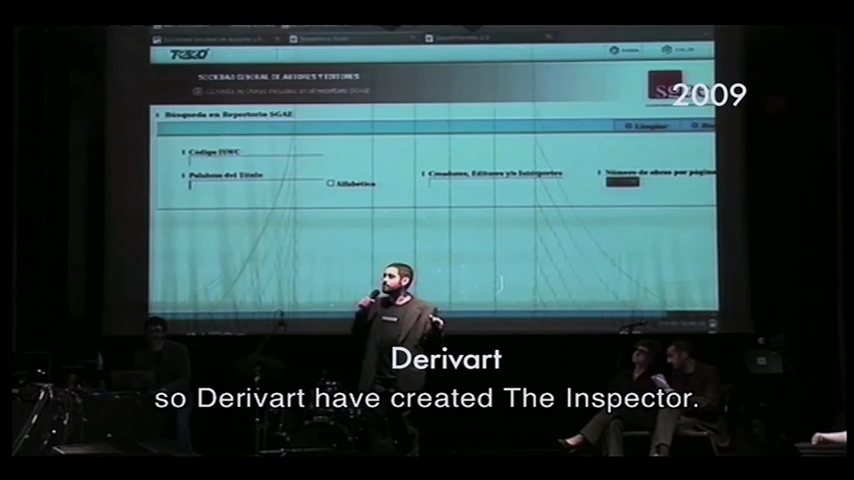 SOCIEDAD GENERAL DE AUTORES Y EDITORES
2009
Búsqueda en Repertorio SGAE
Limpiar
Código ISWC
Palabras del Título
Alfabética
Creadores, Editores y/o Intérpretes
Número de obras por página
Derivart
so Derivart have created The Inspector.